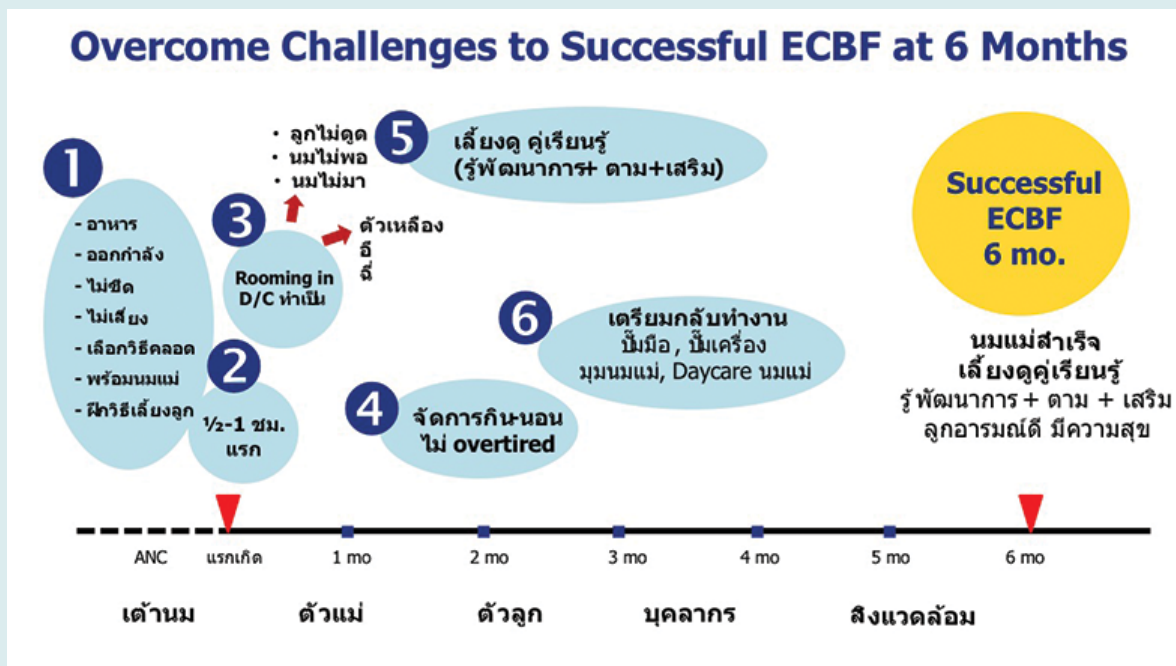 Overcome Challenges to Successful ECBF at 6 Months
1
- อาหาร
- ออกกำลัง
- ไม่ซีด
- ไม่เสี่ยง
- เลือกวิธีคลอด
- พร้อมนมแม่
- ฝึกวิธีเลี้ยงลูก
2
½-1 ชม.
แรก
3
Rooming in
D/C ทำเป็น
• ลูกไม่ดูด
• นมไม่พอ
• นมไม่มา
ตัวเหลือง
อึ
ฉี่
4
จัดการกิน-นอน
ไม่ overtired
5
เลี้ยงดู คู่เรียนรู้
(รู้พัฒนาการ+ ตาม+เสริม)
6
เตรียมกลับทำงาน
ปั๊มมือ , ปั๊มเครื่อง
มุมนมแม่, Daycare นมแม่
Successful
ECBF
6 mo.
นมแม่สำเร็จ
เลี้ยงดูคู่เรียนรู้
รู้พัฒนาการ + ตาม + เสริม
ลูกอารมณ์ดี มีความสุข
ANC แรกเกิด 1 mo 2 mo 3 mo 4 mo 5 mo 6 mo
เต้านม ตัวแม่ ตัวลูก บุคลากร สิ่งแวดล้อม